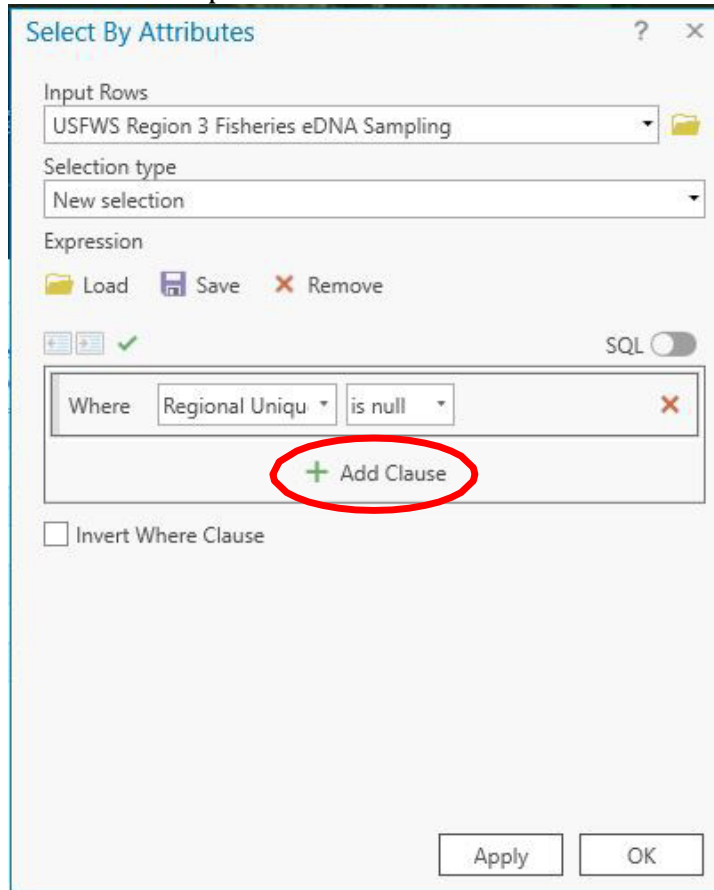 Select By Attributes ? ×
Input Rows
USFWS Region 3 Fisheries eDNA Sampling
Selection type
New selection
Expression
Load Save Remove
SQL
Where Regional Uniqu is null
+ Add Clause
Invert Where Clause
Apply OK